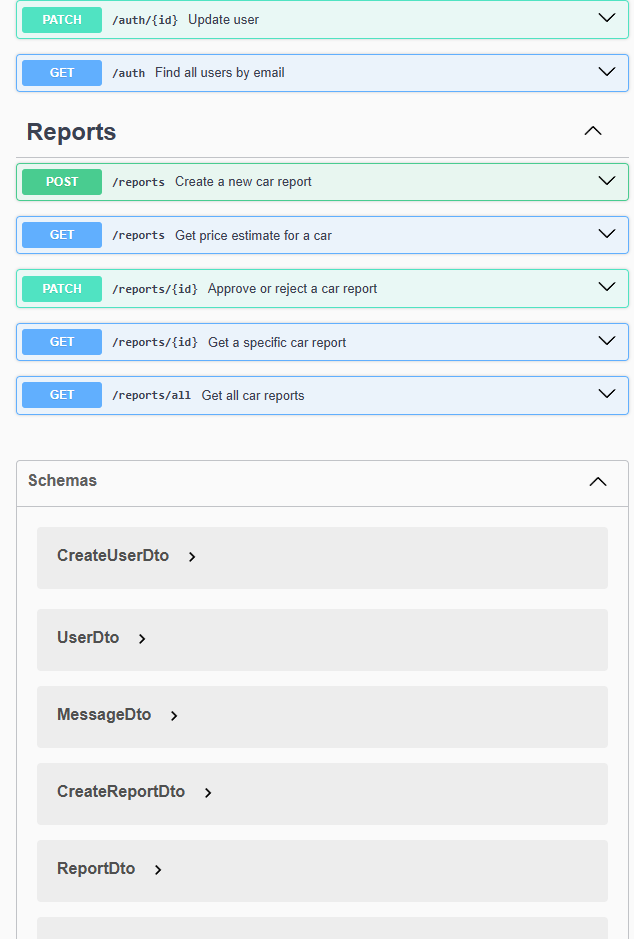 PATCH /auth/{id} Update user
GET /auth Find all users by email
Reports
POST /reports Create a new car report
GET /reports Get price estimate for a car
PATCH /reports/{id} Approve or reject a car report
GET /reports/{id} Get a specific car report
GET /reports/all Get all car reports
Schemas
CreateUserDto
UserDto
MessageDto
CreateReportDto
ReportDto